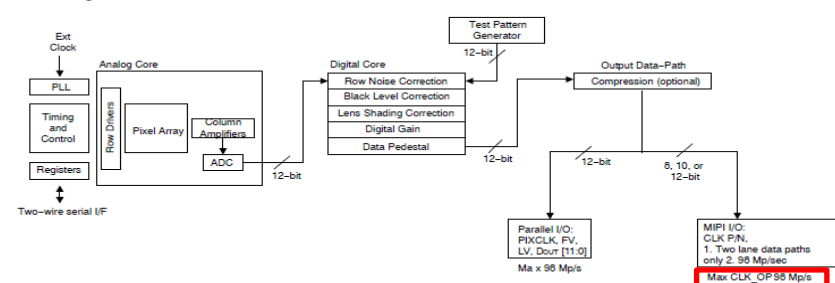 Test Pattern
Generator
Ext
Clock
12–bit
Analog Core
Digital Core
Output Data–Path
PLL
Row Noise Correction
Compression (optional)
Black Level Correction
Timing
and
Control
Row Drivers
Pixel Array
Column
Amplifiers
Lens Shading Correction
Digital Gain
ADC
Data Pedestal
Registers
12–bit
12–bit
12–bit
8, 10, or
12–bit
Two–wire serial I/F
Parallel I/O:
PIXCLK, FV,
LV, DOUT [11:0]
Ma x 98 Mp/s
MIPI I/O:
CLK P/N,
1. Two lane data paths
only 2. 98 Mp/sec
Max CLK_OP 98 Mp/s